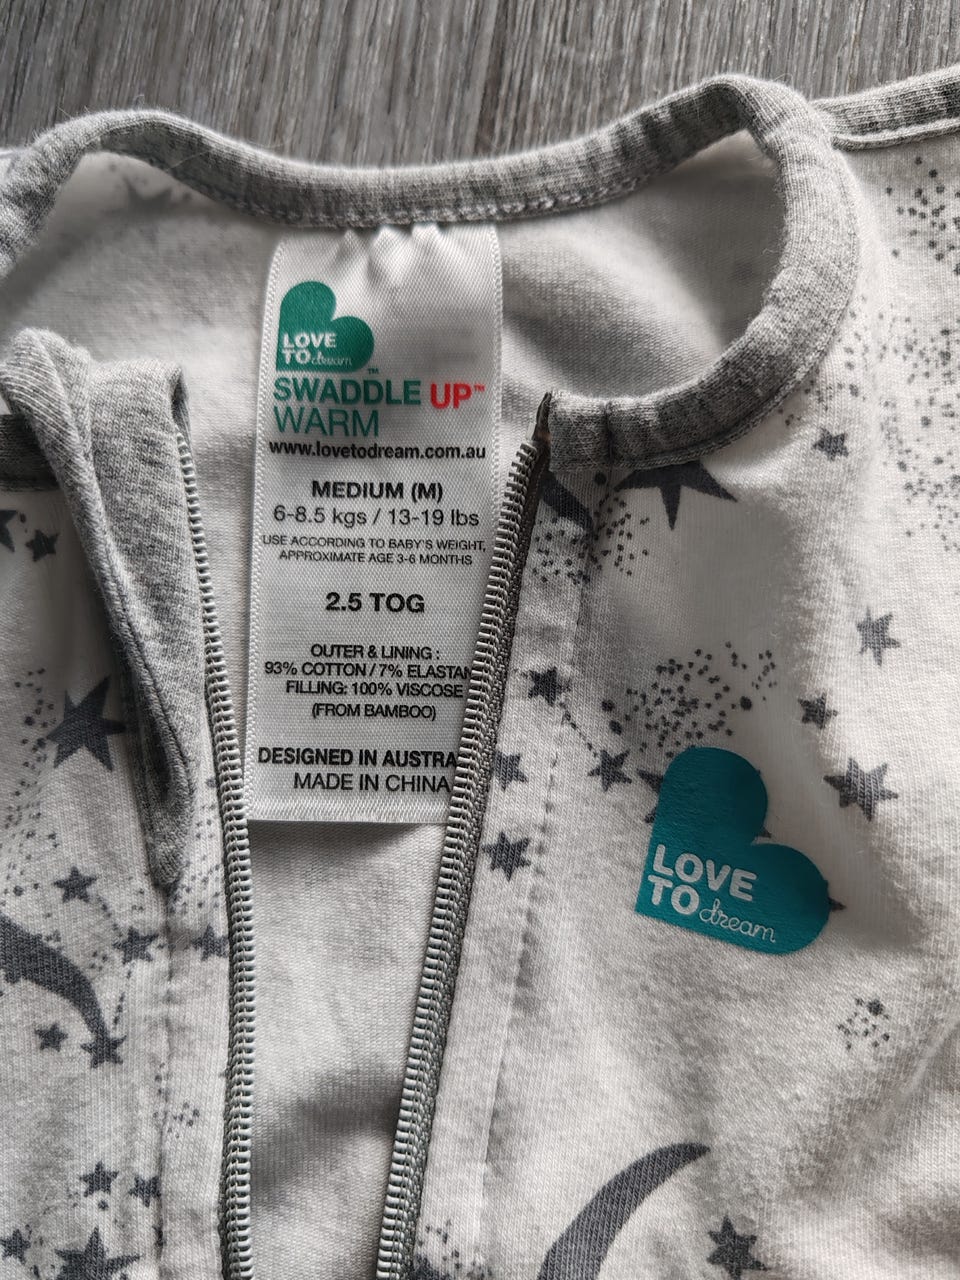 LOVE
TO dream™
SWADDLE UP™
WARM
www.lovetodream.com.au
MEDIUM (M)
6-8.5 kgs / 13-19 lbs
USE ACCORDING TO BABY'S WEIGHT,
APPROXIMATE AGE 3-6 MONTHS
2.5 TOG
OUTER & LINING :
93% COTTON / 7% ELASTAN
FILLING: 100% VISCOSE
(FROM BAMBOO)
DESIGNED IN AUSTRA
MADE IN CHINA
LOVE
TO dream